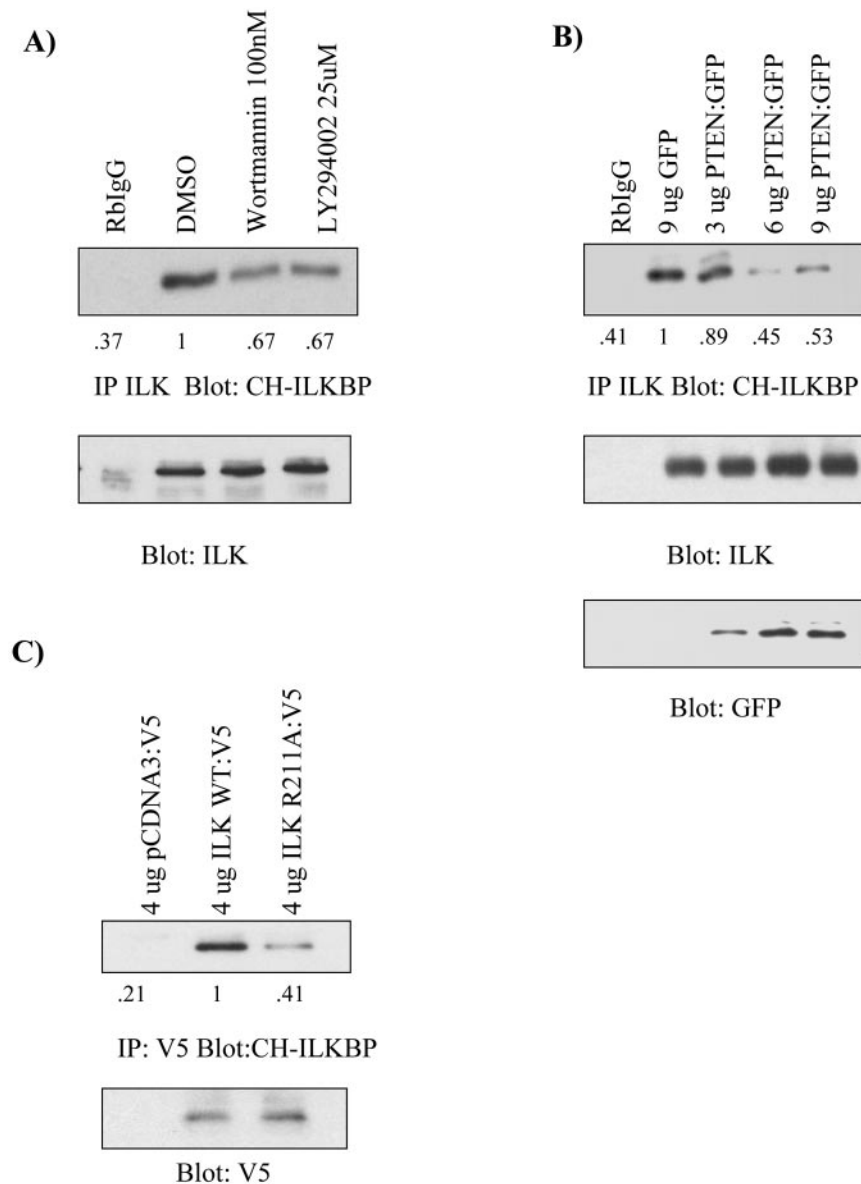 A)
RbIgG
DMSO
Wortmannin 100nM
LY294002 25uM
.37 1 .67 .67
IP ILK Blot: CH-ILKBP
Blot: ILK
B)
RbIgG
9 ug GFP
3 ug PTEN:GFP
6 ug PTEN:GFP
9 ug PTEN:GFP
.41 1 .89 .45 .53
IP ILK Blot: CH-ILKBP
Blot: ILK
Blot: GFP
C)
4 ug pCDNA3:V5
4 ug ILK WT:V5
4 ug ILK R211A:V5
.21 1 .41
IP: V5 Blot:CH-ILKBP
Blot: V5